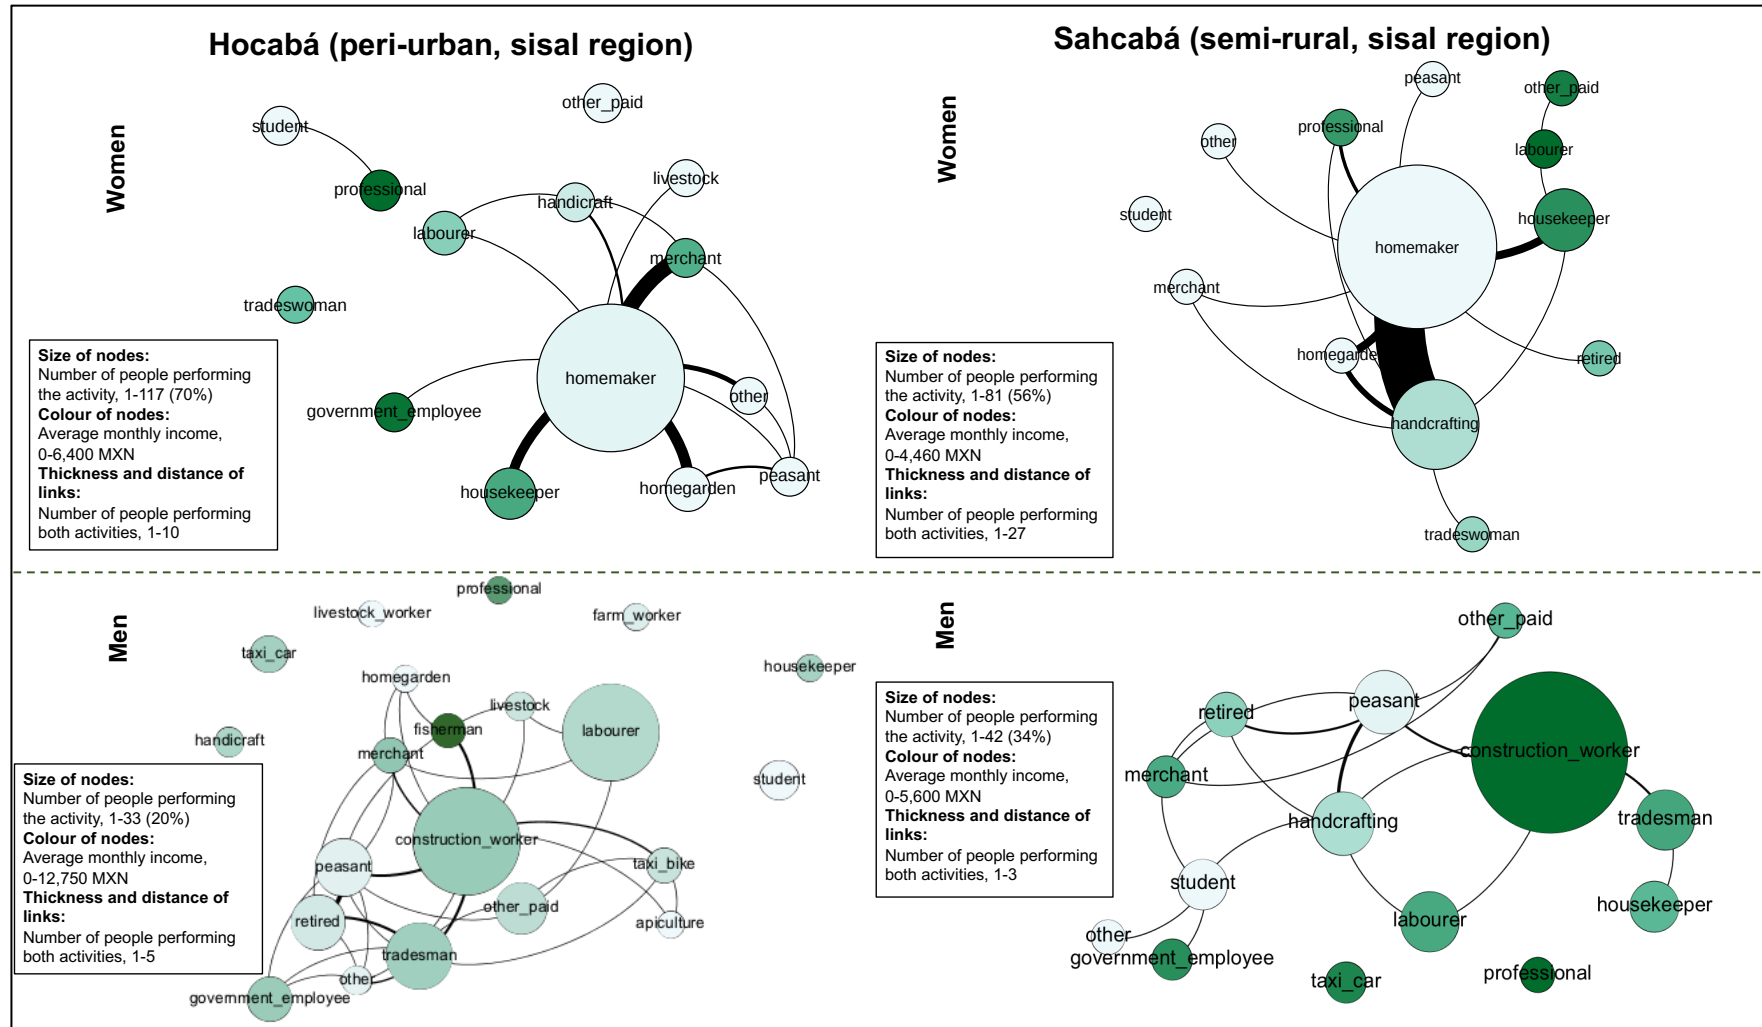 Hocabá (peri-urban, sisal region)
Women
other_paid
student
professional
livestock
handicraft
labourer
merchant
tradeswoman
homemaker
other
government_employee
housekeeper
homegarden
peasant
Size of nodes:
Number of people performing
the activity, 1-117 (70%)
Colour of nodes:
Average monthly income,
0-6,400 MXN
Thickness and distance of
links:
Number of people performing
both activities, 1-10
Sahcabá (semi-rural, sisal region)
Women
peasant
other_paid
professional
other
labourer
student
housekeeper
homemaker
merchant
homegarden
retired
handcrafting
tradeswoman
Size of nodes:
Number of people performing
the activity, 1-81 (56%)
Colour of nodes:
Average monthly income,
0-4,460 MXN
Thickness and distance of
links:
Number of people performing
both activities, 1-27
Men
professional
livestock_worker
farm_worker
taxi_car
housekeeper
homegarden
livestock
fisherman
labourer
handicraft
merchant
student
construction_worker
peasant
taxi_bike
other_paid
retired
apiculture
tradesman
other
government_employee
Size of nodes:
Number of people performing
the activity, 1-33 (20%)
Colour of nodes:
Average monthly income,
0-12,750 MXN
Thickness and distance of
links:
Number of people performing
both activities, 1-5
Men
other_paid
peasant
retired
construction_worker
merchant
handcrafting
tradesman
student
housekeeper
labourer
other
government_employee
taxi_car
professional
Size of nodes:
Number of people performing
the activity, 1-42 (34%)
Colour of nodes:
Average monthly income,
0-5,600 MXN
Thickness and distance of
links:
Number of people performing
both activities, 1-3